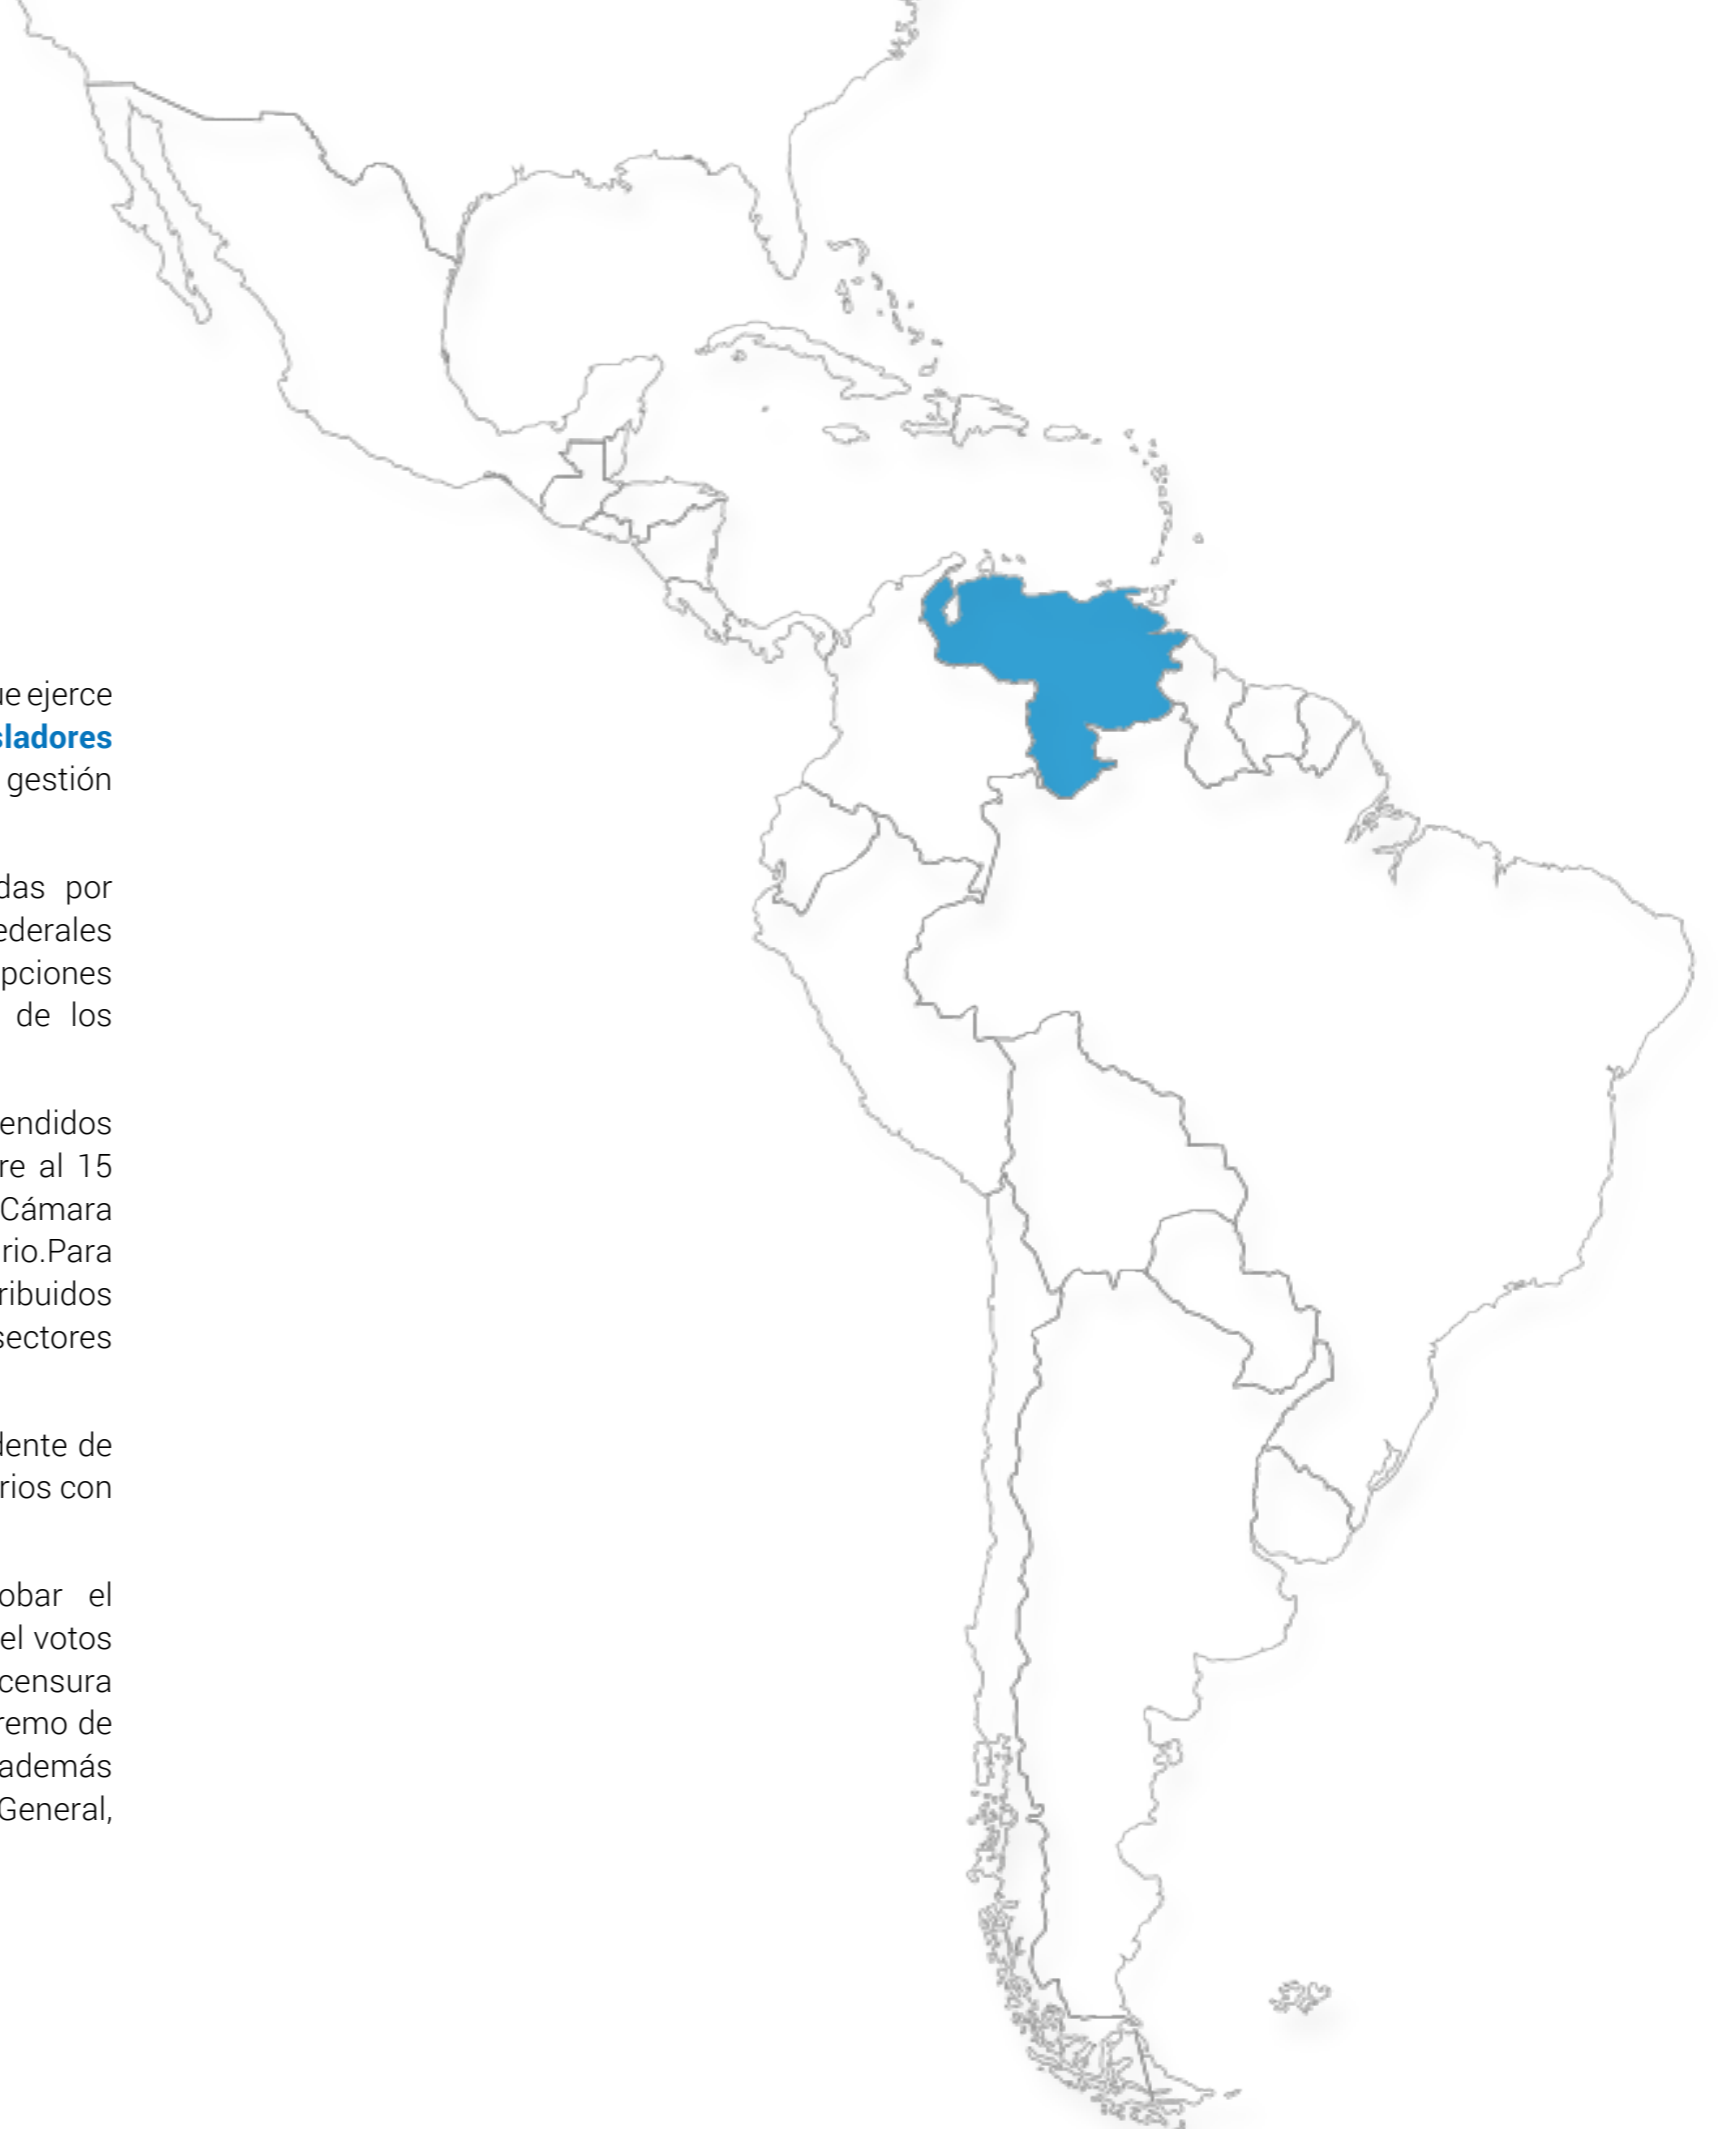 ue ejerce
sladores
gestión
das por
ederales
pciones
de los
endidos
re al 15
Cámara
rio.Para
ribuidos
sectores
dente de
rios con
obar el
el votos
censura
remo de
además
General,